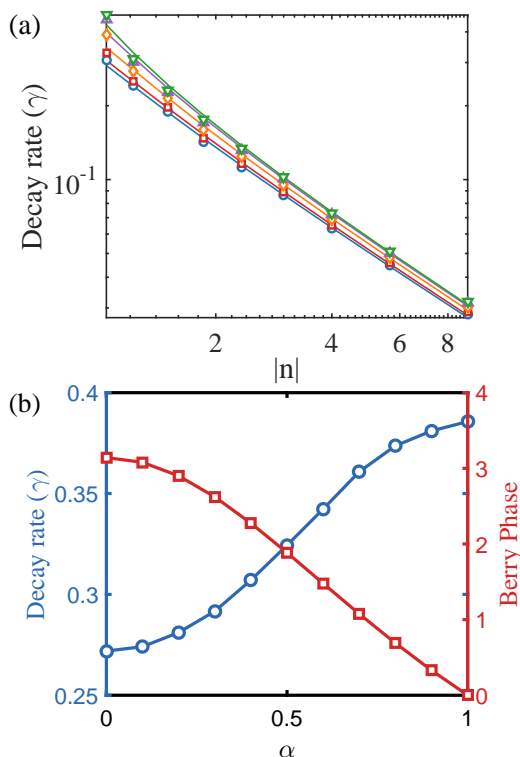 (a)
Decay rate (γ)
10⁻¹
2 4 6 8
|n|
(b)
0.4 4
0.35 3
0.3 2
1
0.25 0
Decay rate (γ)
Berry Phase
0 0.5 1
α